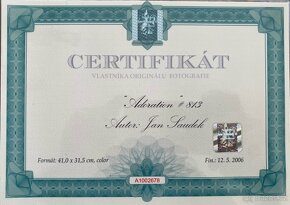 CERTIFIKÁT
VLASTNÍKA ORIGINÁLU FOTOGRAFIE
"Adoration" # 813
Autor: Jan Saudek
Formát: 41,0 x 31,5 cm, color
Fin.: 12. 5. 2006
A1002678